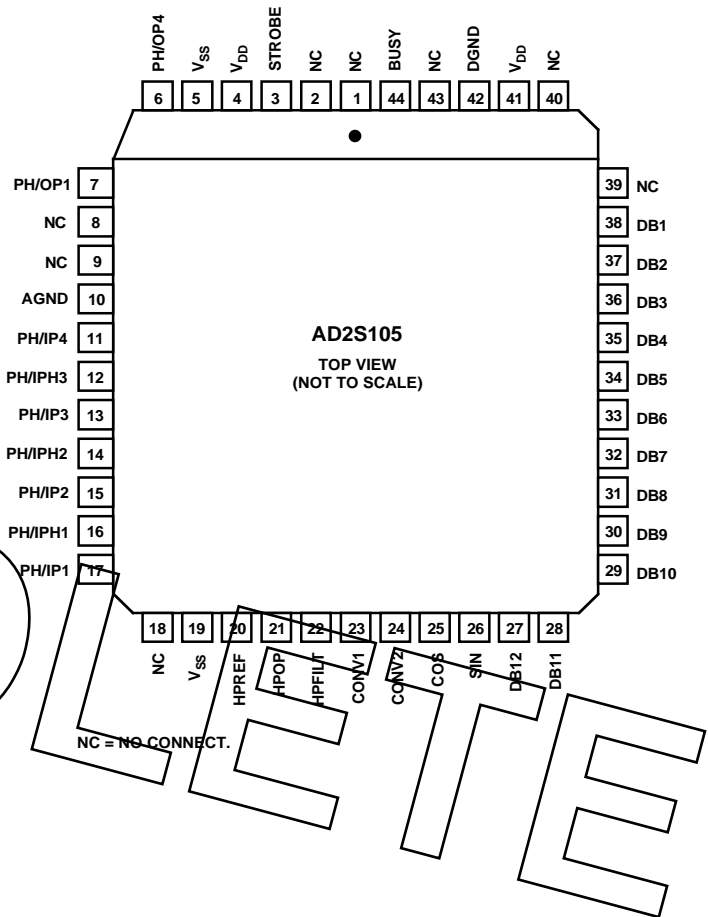 PH/OP4 V_SS V_DD STROBE NC NC BUSY NC DGND V_DD NC
6 5 4 3 2 1 44 43 42 41 40
PH/OP1 7
NC 8
NC 9
AGND 10
PH/IP4 11
PH/IPH3 12
PH/IP3 13
PH/IPH2 14
PH/IP2 15
PH/IPH1 16
PH/IP1 17
AD2S105
TOP VIEW
(NOT TO SCALE)
39 NC
38 DB1
37 DB2
36 DB3
35 DB4
34 DB5
33 DB6
32 DB7
31 DB8
30 DB9
29 DB10
18 19 20 21 22 23 24 25 26 27 28
NC V_SS HPREF HPOP HPFILT CONV1 CONV2 COS SIN DB12 DB11
NC = NO CONNECT.
LETE